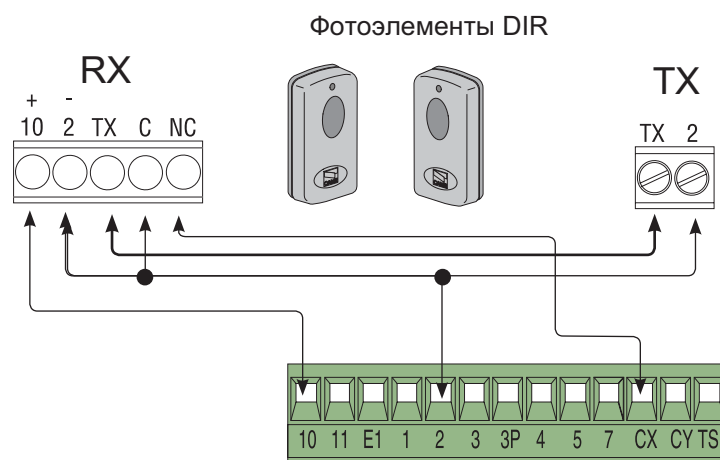 Фотоэлементы DIR
RX
TX
+ -
10 2 TX C NC
TX 2
10 11 E1 1 2 3 3P 4 5 7 CX CY TS